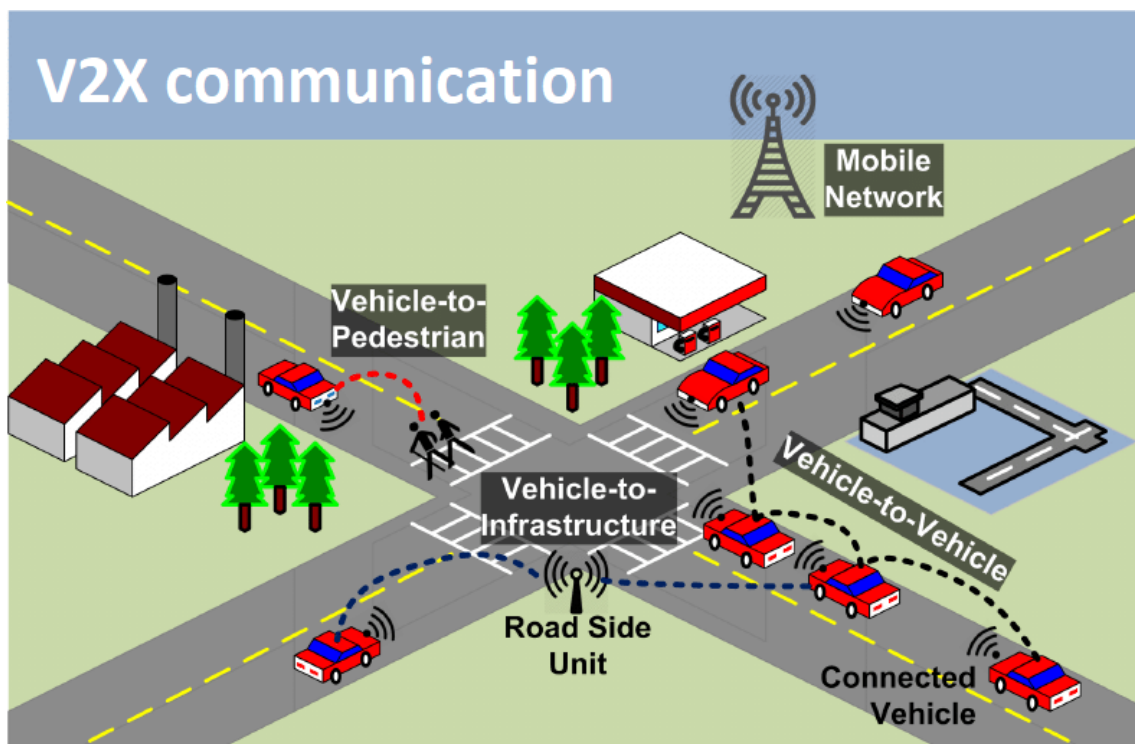 V2X communication
Mobile
Network
Vehicle-to-
Pedestrian
Vehicle-to-
Infrastructure
Vehicle-to-Vehicle
Road Side
Unit
Connected
Vehicle